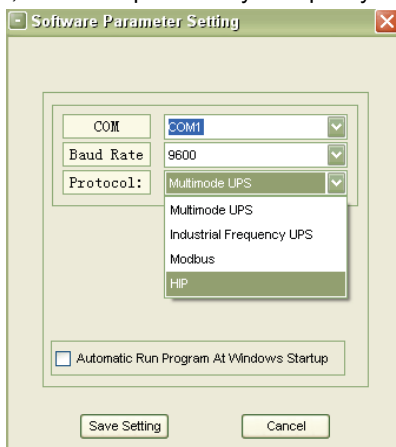 Software Parameter Setting
COM COM1
Baud Rate 9600
Protocol: Multimode UPS
Multimode UPS
Industrial Frequency UPS
Modbus
HIP
Automatic Run Program At Windows Startup
Save Setting Cancel